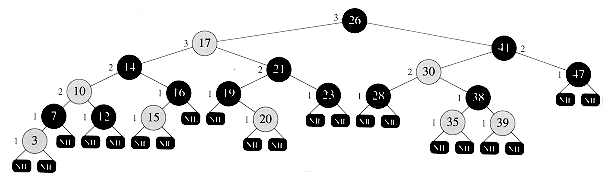 3 26
3 17 41 2
2 14 2 21 2 30 1 47
2 10 1 16 1 19 1 23 1 28 1 38 NIL NIL
1 7 1 12 1 15 NIL NIL 1 20 NIL NIL NIL NIL 1 35 1 39
1 3 NIL NIL NIL NIL NIL NIL NIL NIL NIL NIL NIL
NIL NIL